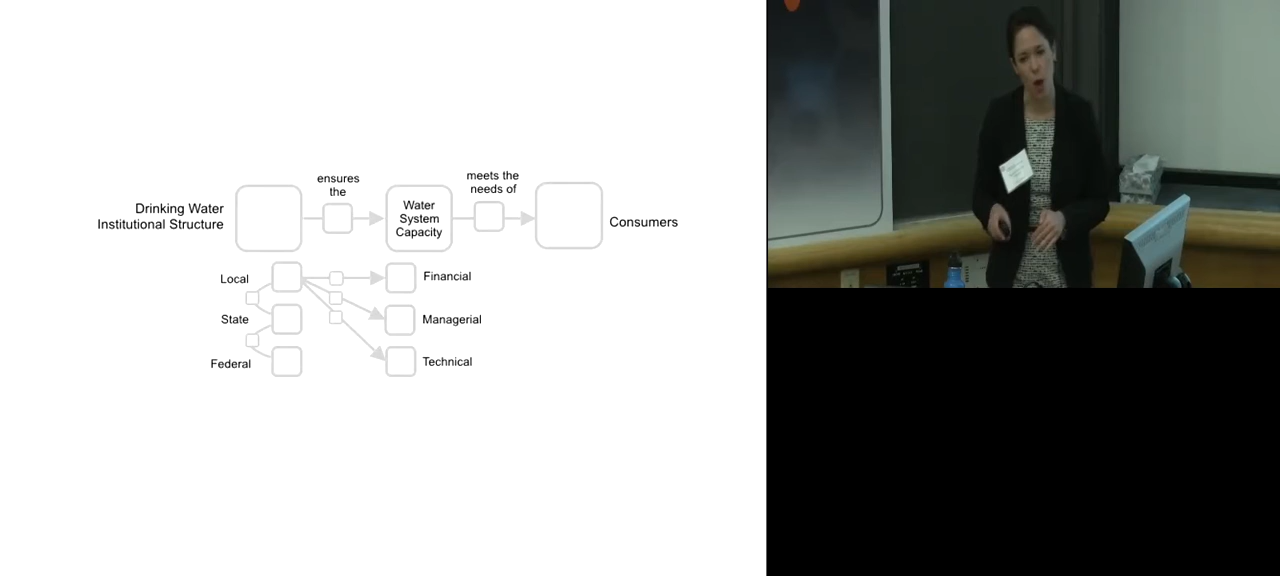 ensures
the
meets the
needs of
Drinking Water
Institutional Structure
Water
System
Capacity
Consumers
Local
Financial
State
Managerial
Federal
Technical